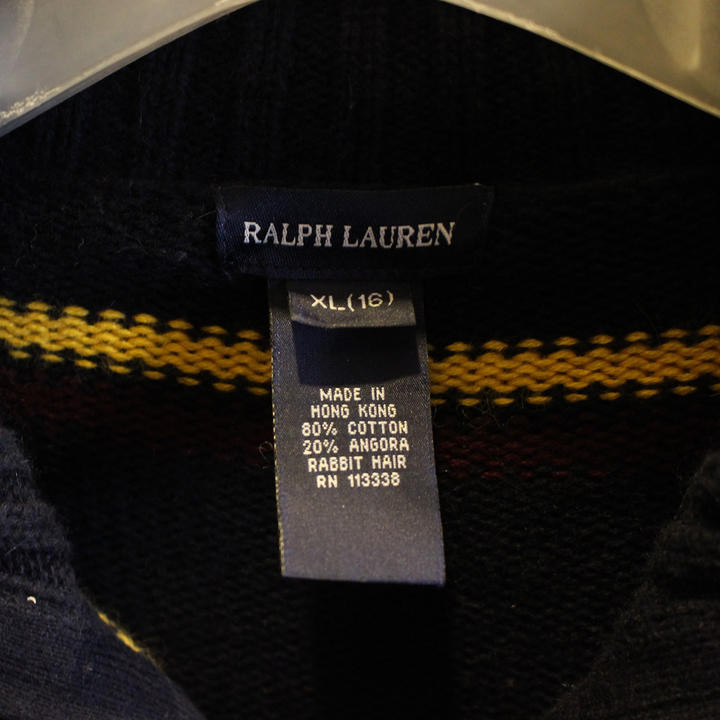 RALPH LAUREN
XL(16)
MADE IN
HONG KONG
80% COTTON
20% ANGORA
RABBIT HAIR
RN 113338